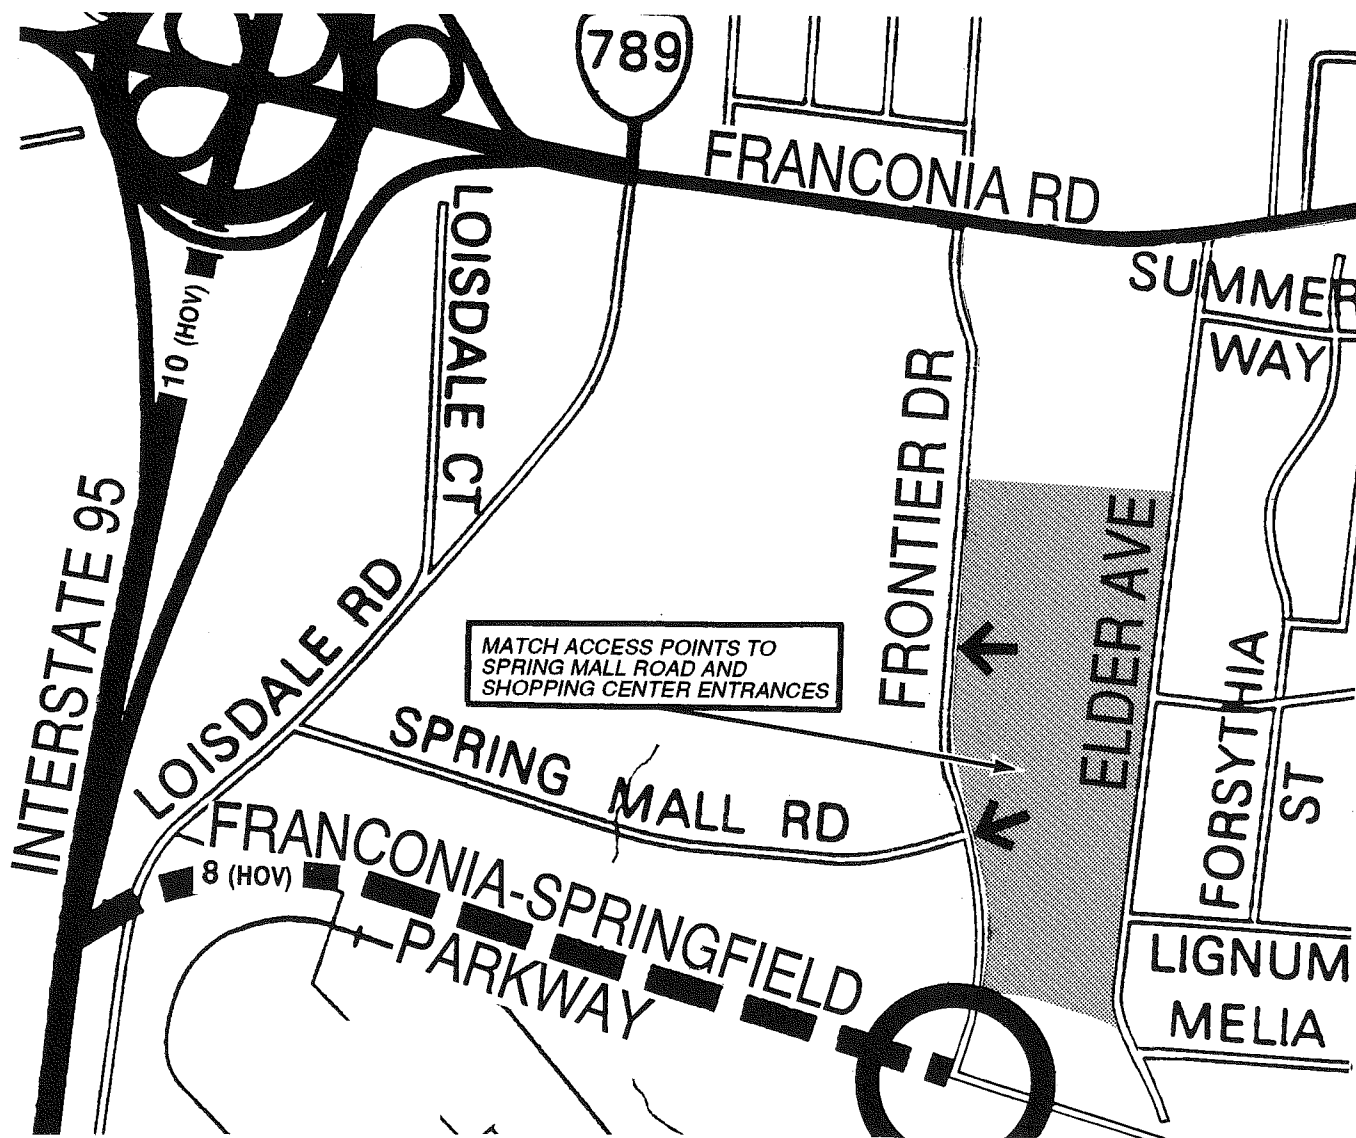 789
FRANCONIA RD
LOISDALE CT
SUMMER
WAY
10 (HOV)
FRONTIER DR
INTERSTATE 95
ELDER AVE
LOISDALE RD
MATCH ACCESS POINTS TO
SPRING MALL ROAD AND
SHOPPING CENTER ENTRANCES
FORSYTHIA
ST
SPRING MALL RD
FRANCONIA-SPRINGFIELD
PARKWAY
8 (HOV)
LIGNUM
MELIA